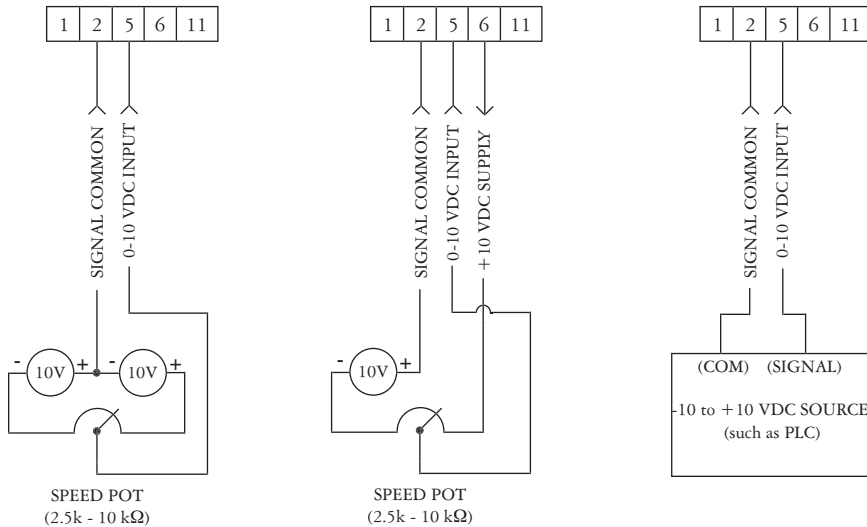 1 2 5 6 11
SIGNAL COMMON
0-10 VDC INPUT
- 10V + - 10V +
SPEED POT
(2.5k - 10 kΩ)
1 2 5 6 11
SIGNAL COMMON
0-10 VDC INPUT
+10 VDC SUPPLY
- 10V +
SPEED POT
(2.5k - 10 kΩ)
1 2 5 6 11
SIGNAL COMMON
0-10 VDC INPUT
(COM) (SIGNAL)
-10 to +10 VDC SOURCE
(such as PLC)